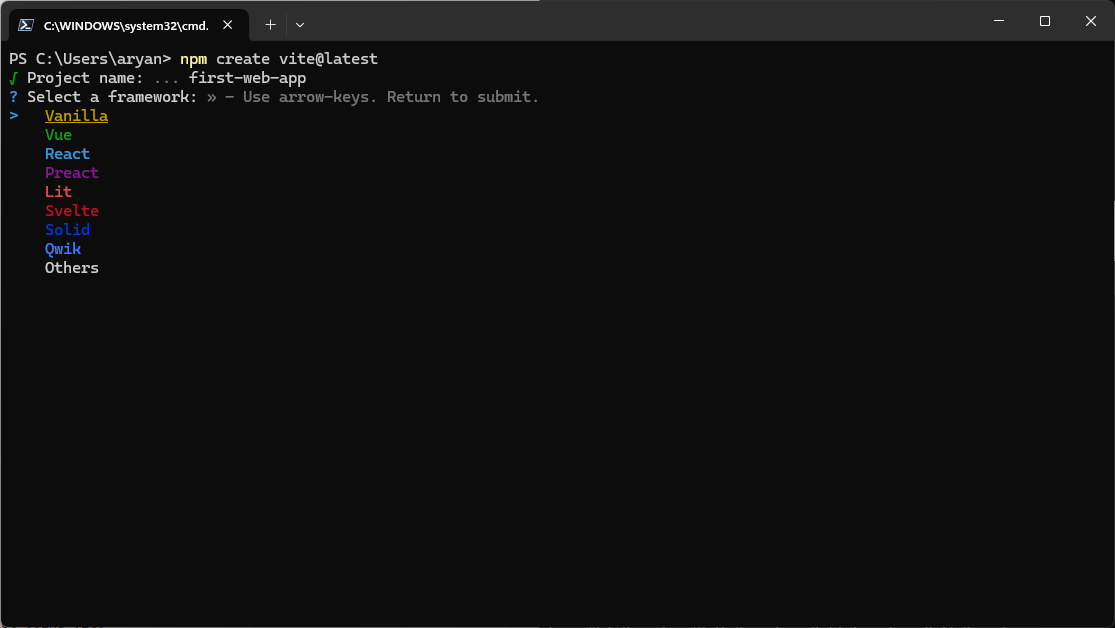 C:\WINDOWS\system32\cmd.
PS C:\Users\aryan> npm create vite@latest
√ Project name: ... first-web-app
? Select a framework: » - Use arrow-keys. Return to submit.
> Vanilla
Vue
React
Preact
Lit
Svelte
Solid
Qwik
Others